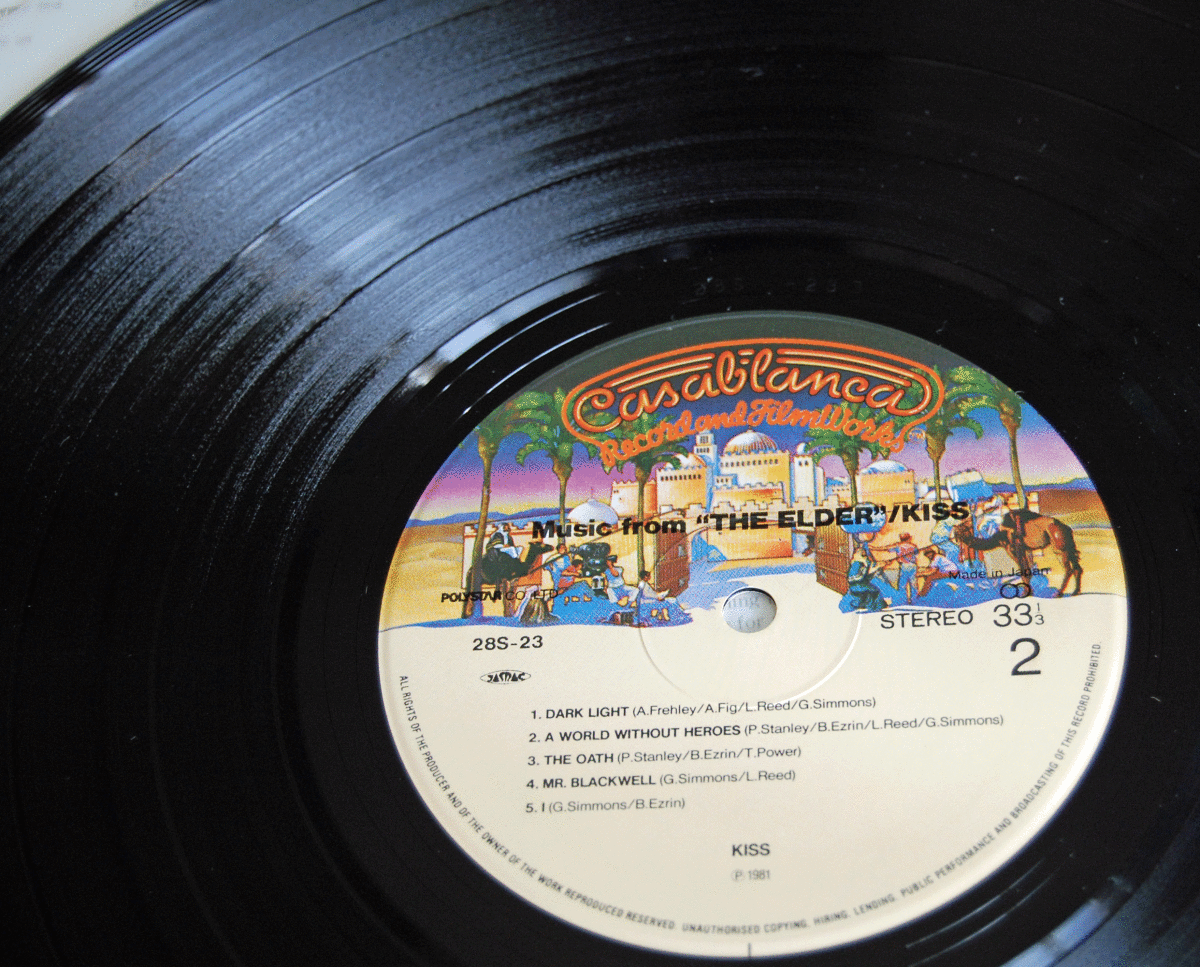 Casablanca
Record and FilmWorks
Music from “THE ELDER”/KISS
Made in Japan
POLYSTAR CO., LTD.
STEREO 33 1/3
28S-23
2
JASRAC
1. DARK LIGHT (A.Frehley/A.Fig/L.Reed/G.Simmons)
2. A WORLD WITHOUT HEROES (P.Stanley/B.Ezrin/L.Reed/G.Simmons)
3. THE OATH (P.Stanley/B.Ezrin/T.Power)
4. MR. BLACKWELL (G.Simmons/L.Reed)
5. I (G.Simmons/B.Ezrin)
KISS
Ⓟ 1981
ALL RIGHTS OF THE PRODUCER AND OF THE OWNER OF THE WORK REPRODUCED RESERVED. UNAUTHORISED COPYING, HIRING, LENDING, PUBLIC PERFORMANCE AND BROADCASTING OF THIS RECORD PROHIBITED.
for